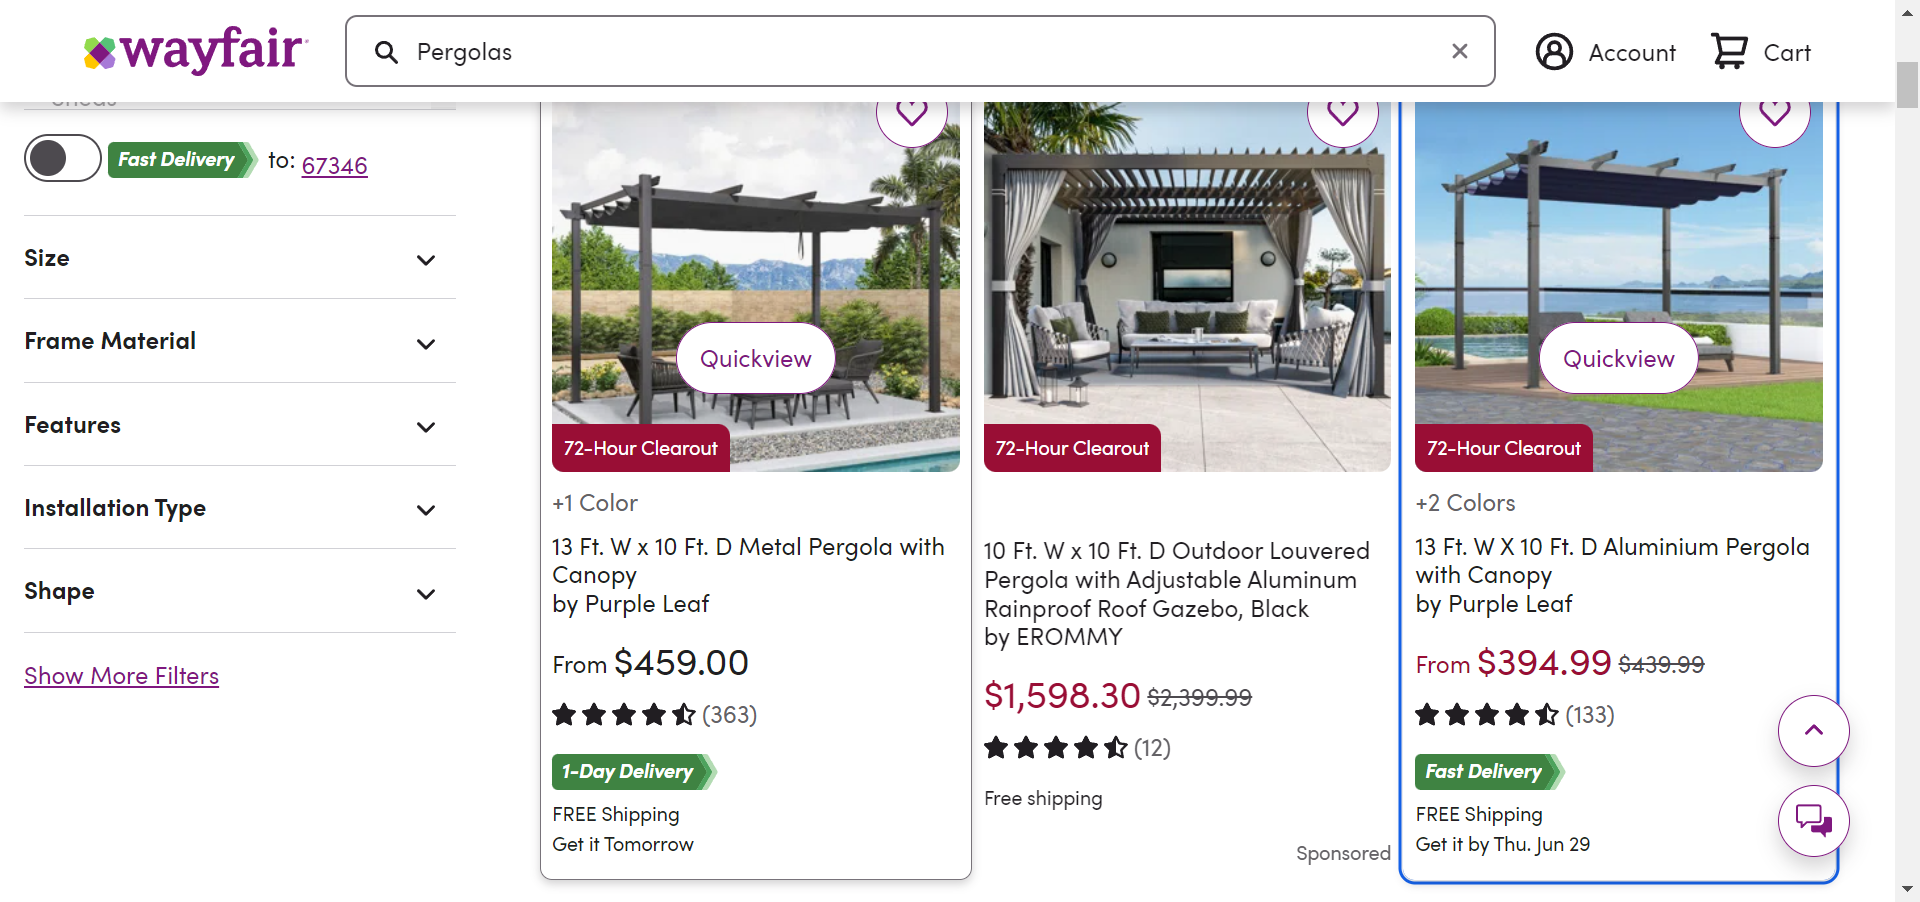 wayfair
Pergolas
Account
Cart
Sheds
Fast Delivery to: 67346
Size
Frame Material
Features
Installation Type
Shape
Show More Filters
Quickview
72-Hour Clearout
+1 Color
13 Ft. W x 10 Ft. D Metal Pergola with
Canopy
by Purple Leaf
From $459.00
(363)
1-Day Delivery
FREE Shipping
Get it Tomorrow
72-Hour Clearout
10 Ft. W x 10 Ft. D Outdoor Louvered
Pergola with Adjustable Aluminum
Rainproof Roof Gazebo, Black
by EROMMY
$1,598.30 $2,399.99
(12)
Free shipping
Sponsored
Quickview
72-Hour Clearout
+2 Colors
13 Ft. W X 10 Ft. D Aluminium Pergola
with Canopy
by Purple Leaf
From $394.99 $439.99
(133)
Fast Delivery
FREE Shipping
Get it by Thu. Jun 29